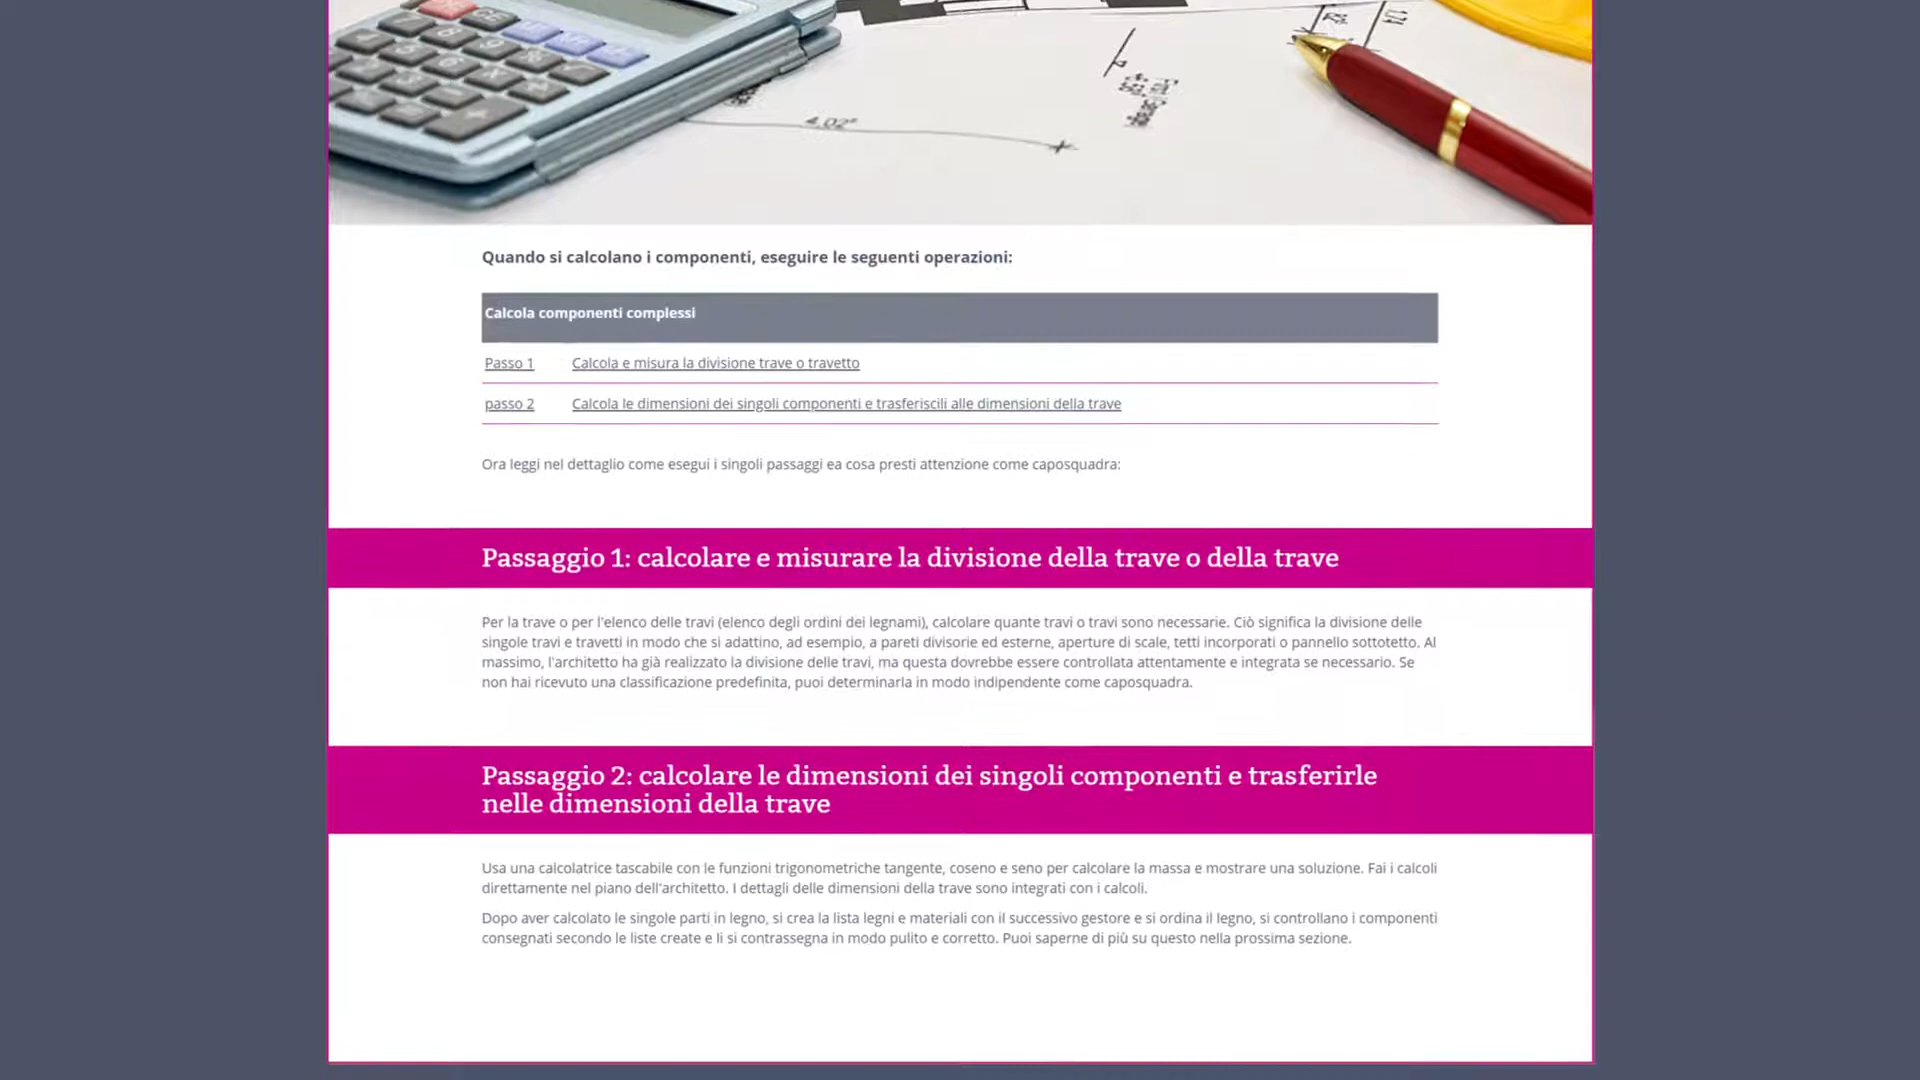 4.02²
Quando si calcolano i componenti, eseguire le seguenti operazioni:
Calcola componenti complessi
Passo 1 Calcola e misura la divisione trave o travetto
passo 2 Calcola le dimensioni dei singoli componenti e trasferiscili alle dimensioni della trave
Ora leggi nel dettaglio come esegui i singoli passaggi ea cosa presti attenzione come caposquadra:
Passaggio 1: calcolare e misurare la divisione della trave o della trave
Per la trave o per l'elenco delle travi (elenco degli ordini dei legnami), calcolare quante travi o travi sono necessarie. Ciò significa la divisione delle
singole travi e travetti in modo che si adattino, ad esempio, a pareti divisorie ed esterne, aperture di scale, tetti incorporati o pannello sottotetto. Al
massimo, l'architetto ha già realizzato la divisione delle travi, ma questa dovrebbe essere controllata attentamente e integrata se necessario. Se
non hai ricevuto una classificazione predefinita, puoi determinarla in modo indipendente come caposquadra.
Passaggio 2: calcolare le dimensioni dei singoli componenti e trasferirle
nelle dimensioni della trave
Usa una calcolatrice tascabile con le funzioni trigonometriche tangente, coseno e seno per calcolare la massa e mostrare una soluzione. Fai i calcoli
direttamente nel piano dell'architetto. I dettagli delle dimensioni della trave sono integrati con i calcoli.
Dopo aver calcolato le singole parti in legno, si crea la lista legni e materiali con il successivo gestore e si ordina il legno, si controllano i componenti
consegnati secondo le liste create e li si contrassegna in modo pulito e corretto. Puoi saperne di più su questo nella prossima sezione.